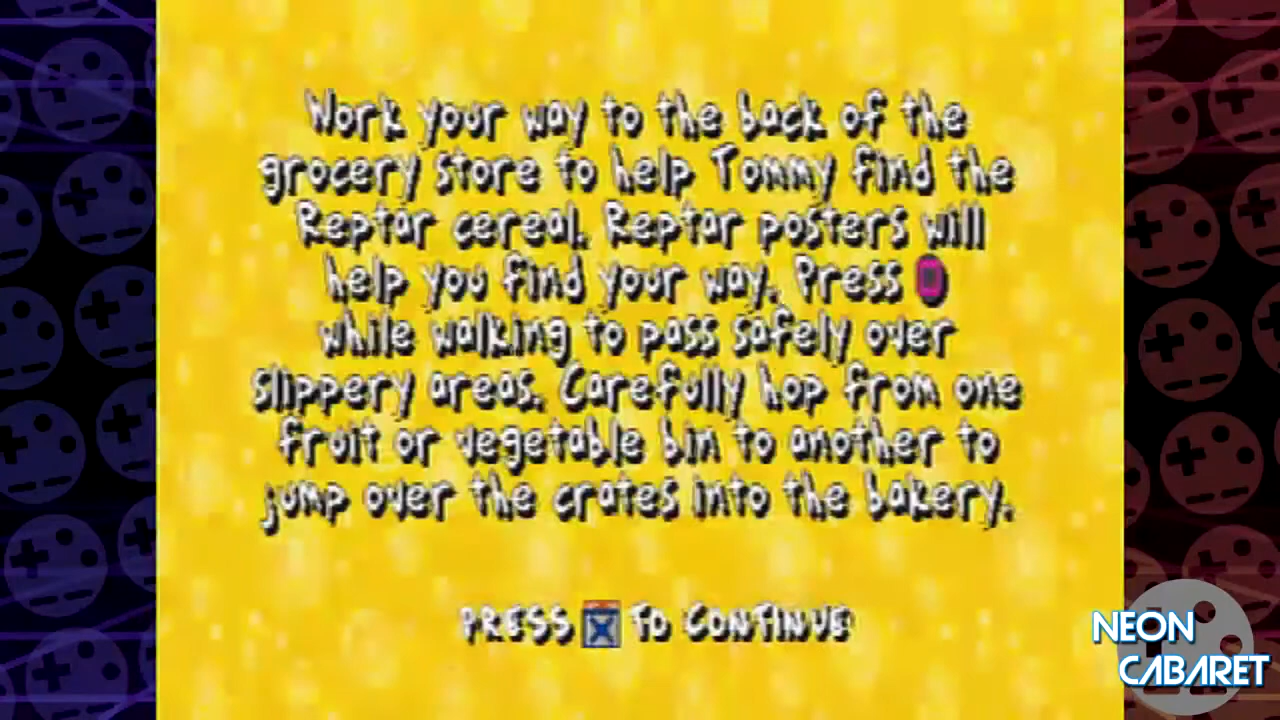 Work your way to the back of the
grocery store to help Tommy find the
Reptar cereal. Reptar posters will
help you find your way. Press
while walking to pass safely over
slippery areas. Carefully hop from one
fruit or vegetable bin to another to
jump over the crates into the bakery.
PRESS TO CONTINUE
NEON
CABARET